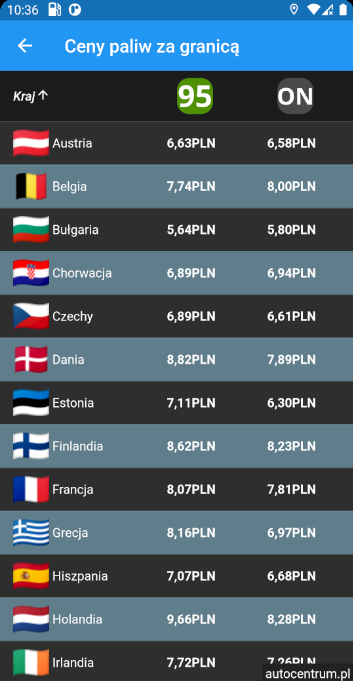 10:36
Ceny paliw za granicą
Kraj 95 ON
Austria 6,63PLN 6,58PLN
Belgia 7,74PLN 8,00PLN
Bułgaria 5,64PLN 5,80PLN
Chorwacja 6,89PLN 6,94PLN
Czechy 6,89PLN 6,61PLN
Dania 8,82PLN 7,89PLN
Estonia 7,11PLN 6,30PLN
Finlandia 8,62PLN 8,23PLN
Francja 8,07PLN 7,81PLN
Grecja 8,16PLN 6,97PLN
Hiszpania 7,07PLN 6,68PLN
Holandia 9,66PLN 8,28PLN
Irlandia 7,72PLN 7,26PLN
autocentrum.pl